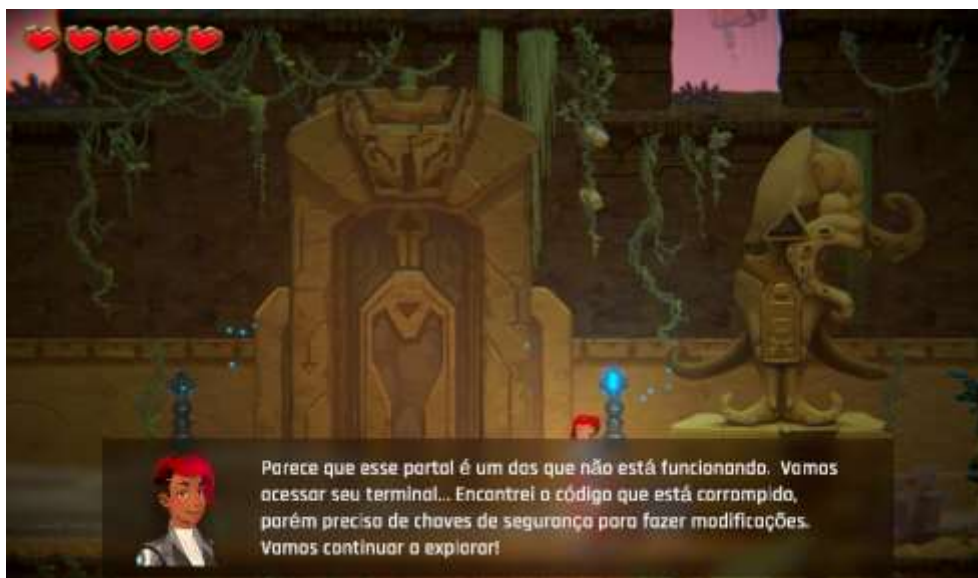 Parece que esse portal é um dos que não está funcionando. Vamos
acessar seu terminal... Encontrei o código que está corrompido,
porém precisa de chaves de segurança para fazer modificações.
Vamos continuar a explorar!